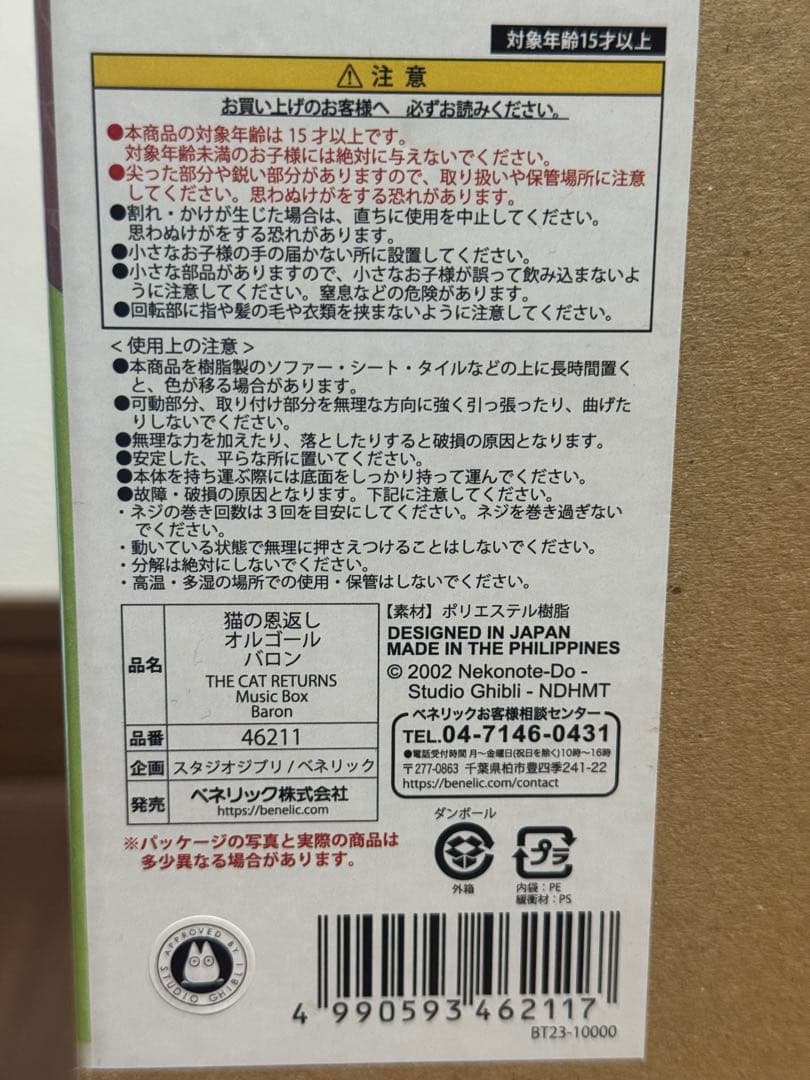 対象年齢15才以上
⚠ 注意
お買い上げのお客様へ 必ずお読みください。
●本商品の対象年齢は 15 才以上です。
対象年齢未満のお子様には絶対に与えないでください。
●尖った部分や鋭い部分がありますので、取り扱いや保管場所に注意
してください。思わぬけがをする恐れがあります。
●割れ・かけが生じた場合は、直ちに使用を中止してください。
思わぬけがをする恐れがあります。
●小さなお子様の手の届かない所に設置してください。
●小さな部品がありますので、小さなお子様が誤って飲み込まないよ
うに注意してください。窒息などの危険があります。
●回転部に指や髪の毛や衣類を挟まないように注意してください。
<使用上の注意>
●本商品を樹脂製のソファー・シート・タイルなどの上に長時間置く
と、色が移る場合があります。
●可動部分、取り付け部分を無理な方向に強く引っ張ったり、曲げた
りしないでください。
●無理な力を加えたり、落としたりすると破損の原因となります。
●安定した、平らな所に置いてください。
●本体を持ち運ぶ際には底面をしっかり持って運んでください。
●故障・破損の原因となります。下記に注意してください。
・ネジの巻き回数は3回を目安にしてください。ネジを巻き過ぎない
でください。
・動いている状態で無理に押さえつけることはしないでください。
・分解は絶対にしないでください。
・高温・多湿の場所での使用・保管はしないでください。
品名
猫の恩返し
オルゴール
バロン
THE CAT RETURNS
Music Box
Baron
品番 46211
企画 スタジオジブリ / ベネリック
発売 ベネリック株式会社
https://benelic.com
【素材】ポリエステル樹脂
DESIGNED IN JAPAN
MADE IN THE PHILIPPINES
© 2002 Nekonote-Do -
Studio Ghibli - NDHMT
ベネリックお客様相談センター
TEL.04-7146-0431
●電話受付時間 月〜金曜日(祝日を除く)10時〜16時
〒277-0863 千葉県柏市豊四季241-22
https://benelic.com/contact
※パッケージの写真と実際の商品は
多少異なる場合があります。
ダンボール
外箱
プラ
内袋：PE
緩衝材：PS
APPROVED BY
STUDIO GHIBLI
4 990593 462117
BT23-10000